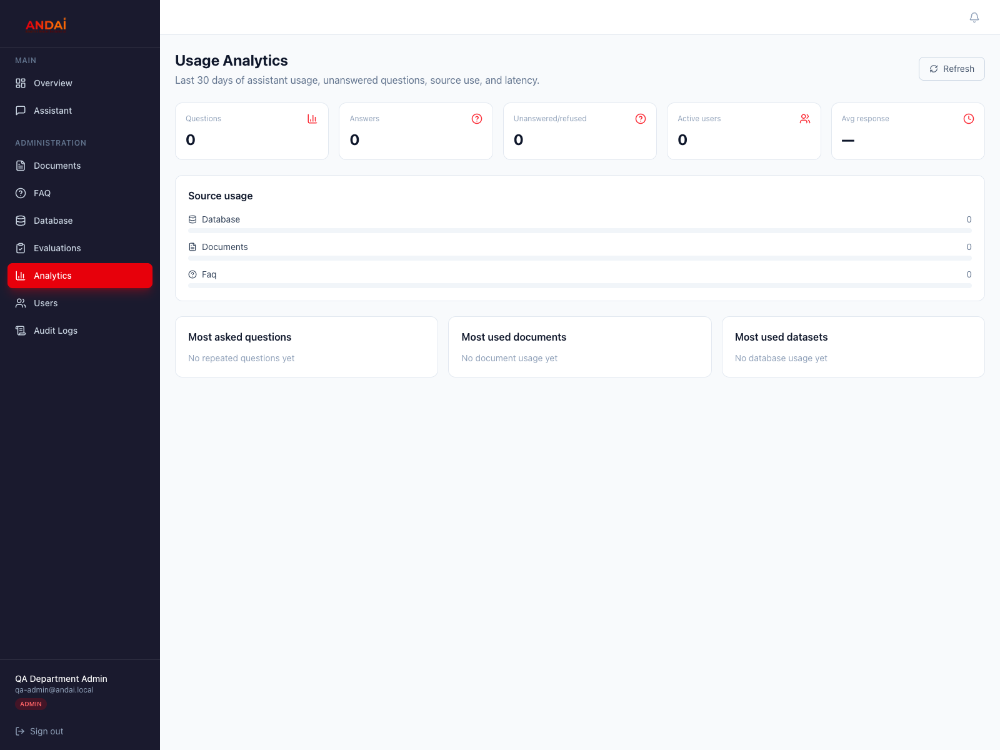 ANDAİ
MAIN
Overview
Assistant
ADMINISTRATION
Documents
FAQ
Database
Evaluations
Analytics
Users
Audit Logs
QA Department Admin
qa-admin@andai.local
ADMIN
Sign out
Usage Analytics
Last 30 days of assistant usage, unanswered questions, source use, and latency.
Refresh
Questions
0
Answers
0
Unanswered/refused
0
Active users
0
Avg response
—
Source usage
Database 0
Documents 0
Faq 0
Most asked questions
No repeated questions yet
Most used documents
No document usage yet
Most used datasets
No database usage yet